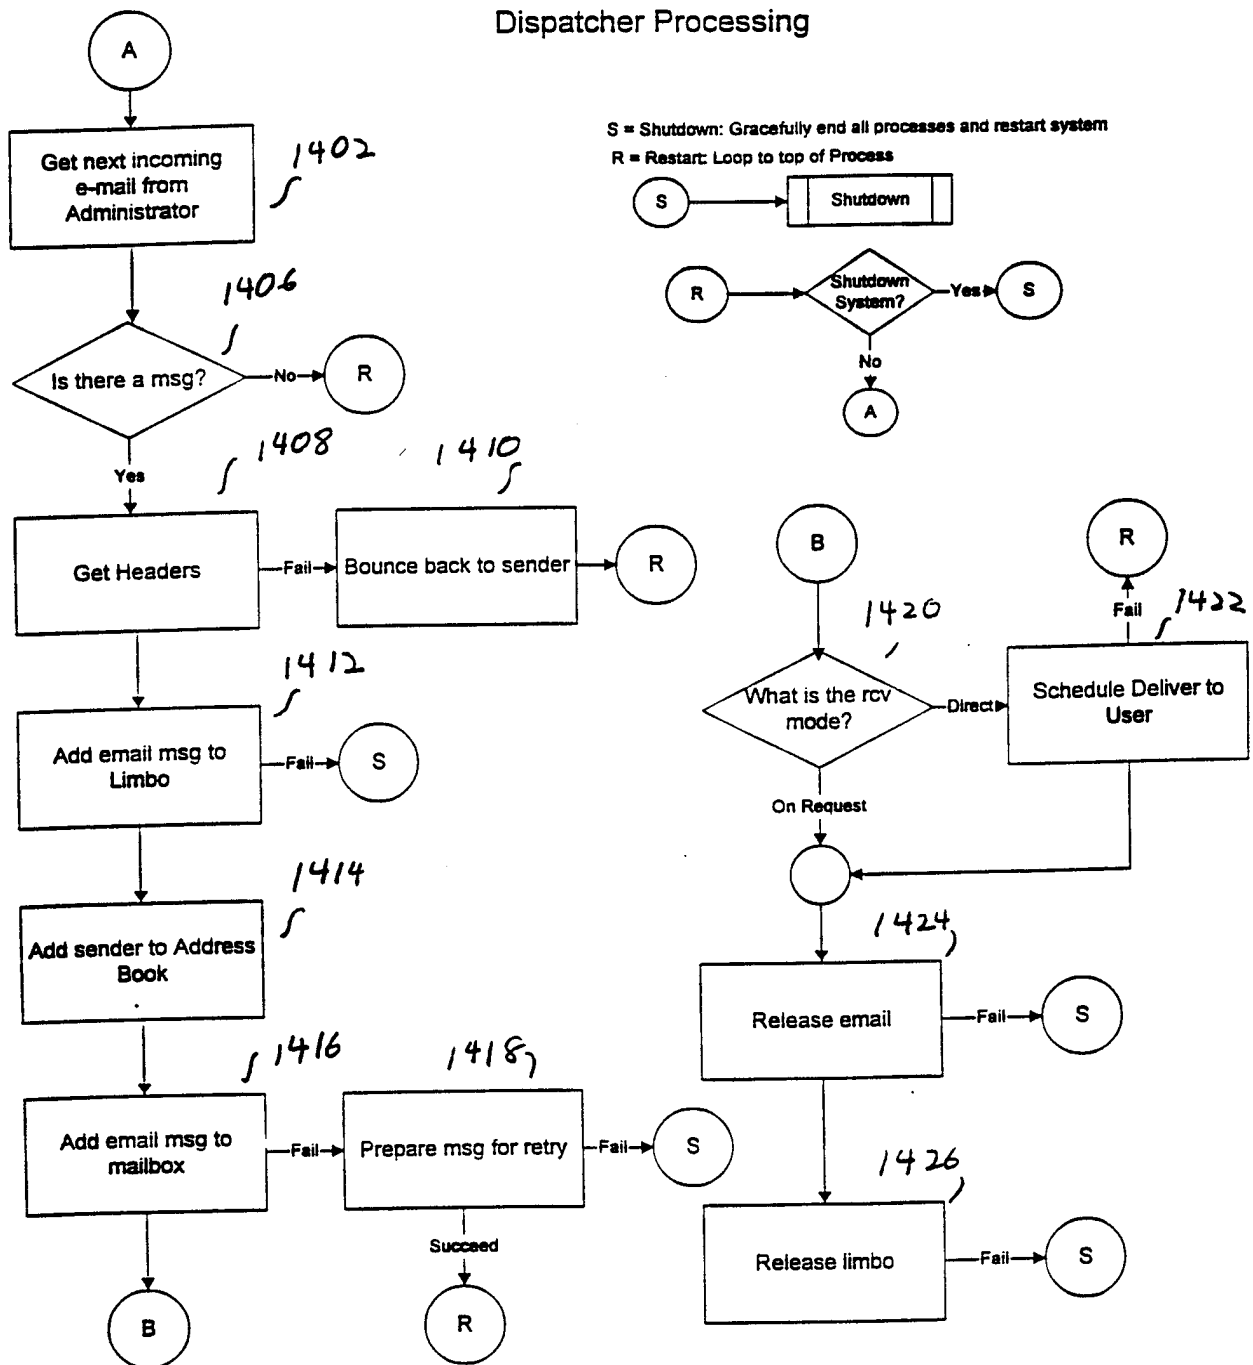 Dispatcher Processing
A
Get next incoming
e-mail from
Administrator
1402
S = Shutdown: Gracefully end all processes and restart system
R = Restart: Loop to top of Process
S
Shutdown
R
Shutdown
System?
Yes
S
No
A
1406
Is there a msg?
No
R
Yes
1408
Get Headers
Fail
1410
Bounce back to sender
R
1412
Add email msg to
Limbo
Fail
S
1414
Add sender to Address
Book
1416
Add email msg to
mailbox
Fail
1418
Prepare msg for retry
Fail
S
Succeed
R
B
B
1420
What is the rcv
mode?
Direct
1422
Schedule Deliver to
User
Fail
R
On Request
1424
Release email
Fail
S
1426
Release limbo
Fail
S